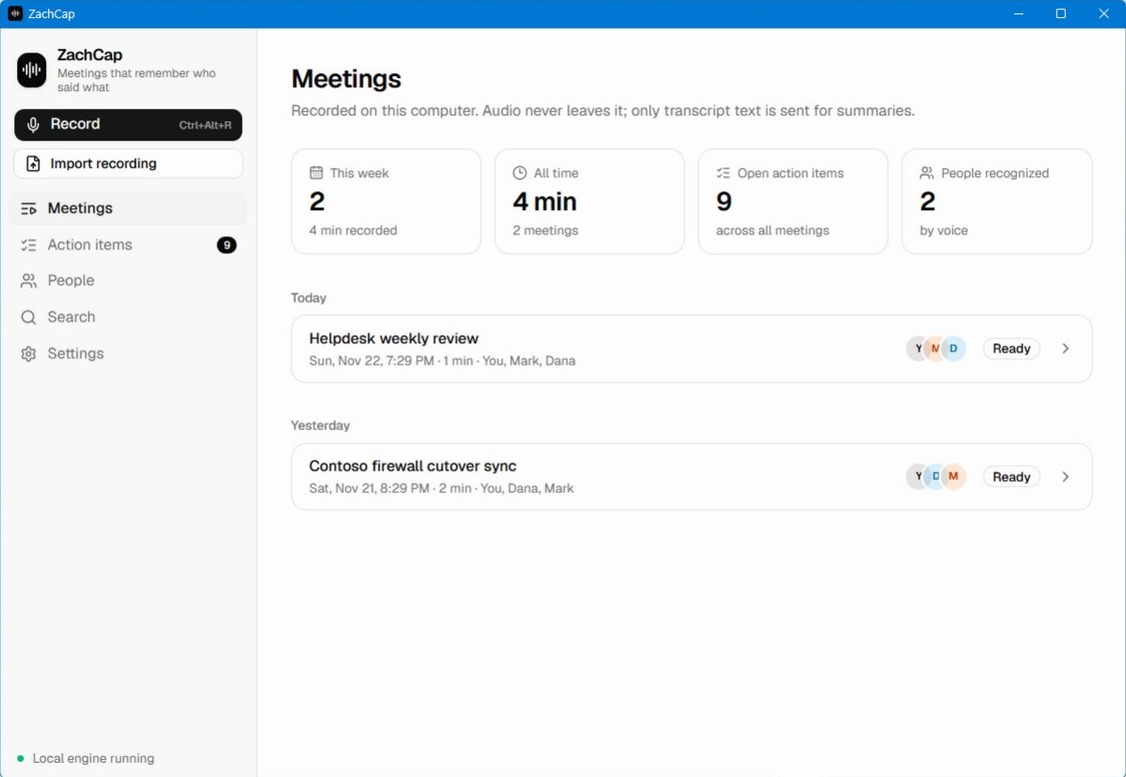 ZachCap
ZachCap
Meetings that remember who
said what
Record Ctrl+Alt+R
Import recording
Meetings
Action items 9
People
Search
Settings
Local engine running
Meetings
Recorded on this computer. Audio never leaves it; only transcript text is sent for summaries.
This week
2
4 min recorded
All time
4 min
2 meetings
Open action items
9
across all meetings
People recognized
2
by voice
Today
Helpdesk weekly review
Sun, Nov 22, 7:29 PM · 1 min · You, Mark, Dana
Y M D Ready
Yesterday
Contoso firewall cutover sync
Sat, Nov 21, 8:29 PM · 2 min · You, Dana, Mark
Y D M Ready